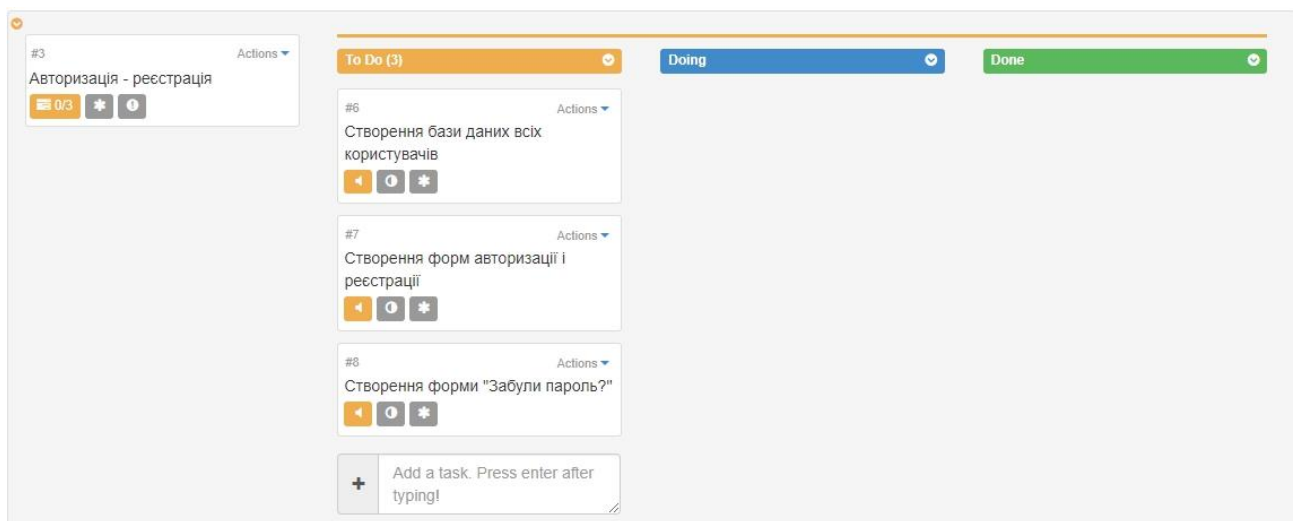 #3 Actions
Авторизація - реєстрація
0/3
To Do (3)
#6 Actions
Створення бази даних всіх
користувачів
#7 Actions
Створення форм авторизації і
реєстрації
#8 Actions
Створення форми "Забули пароль?"
Add a task. Press enter after
typing!
Doing
Done